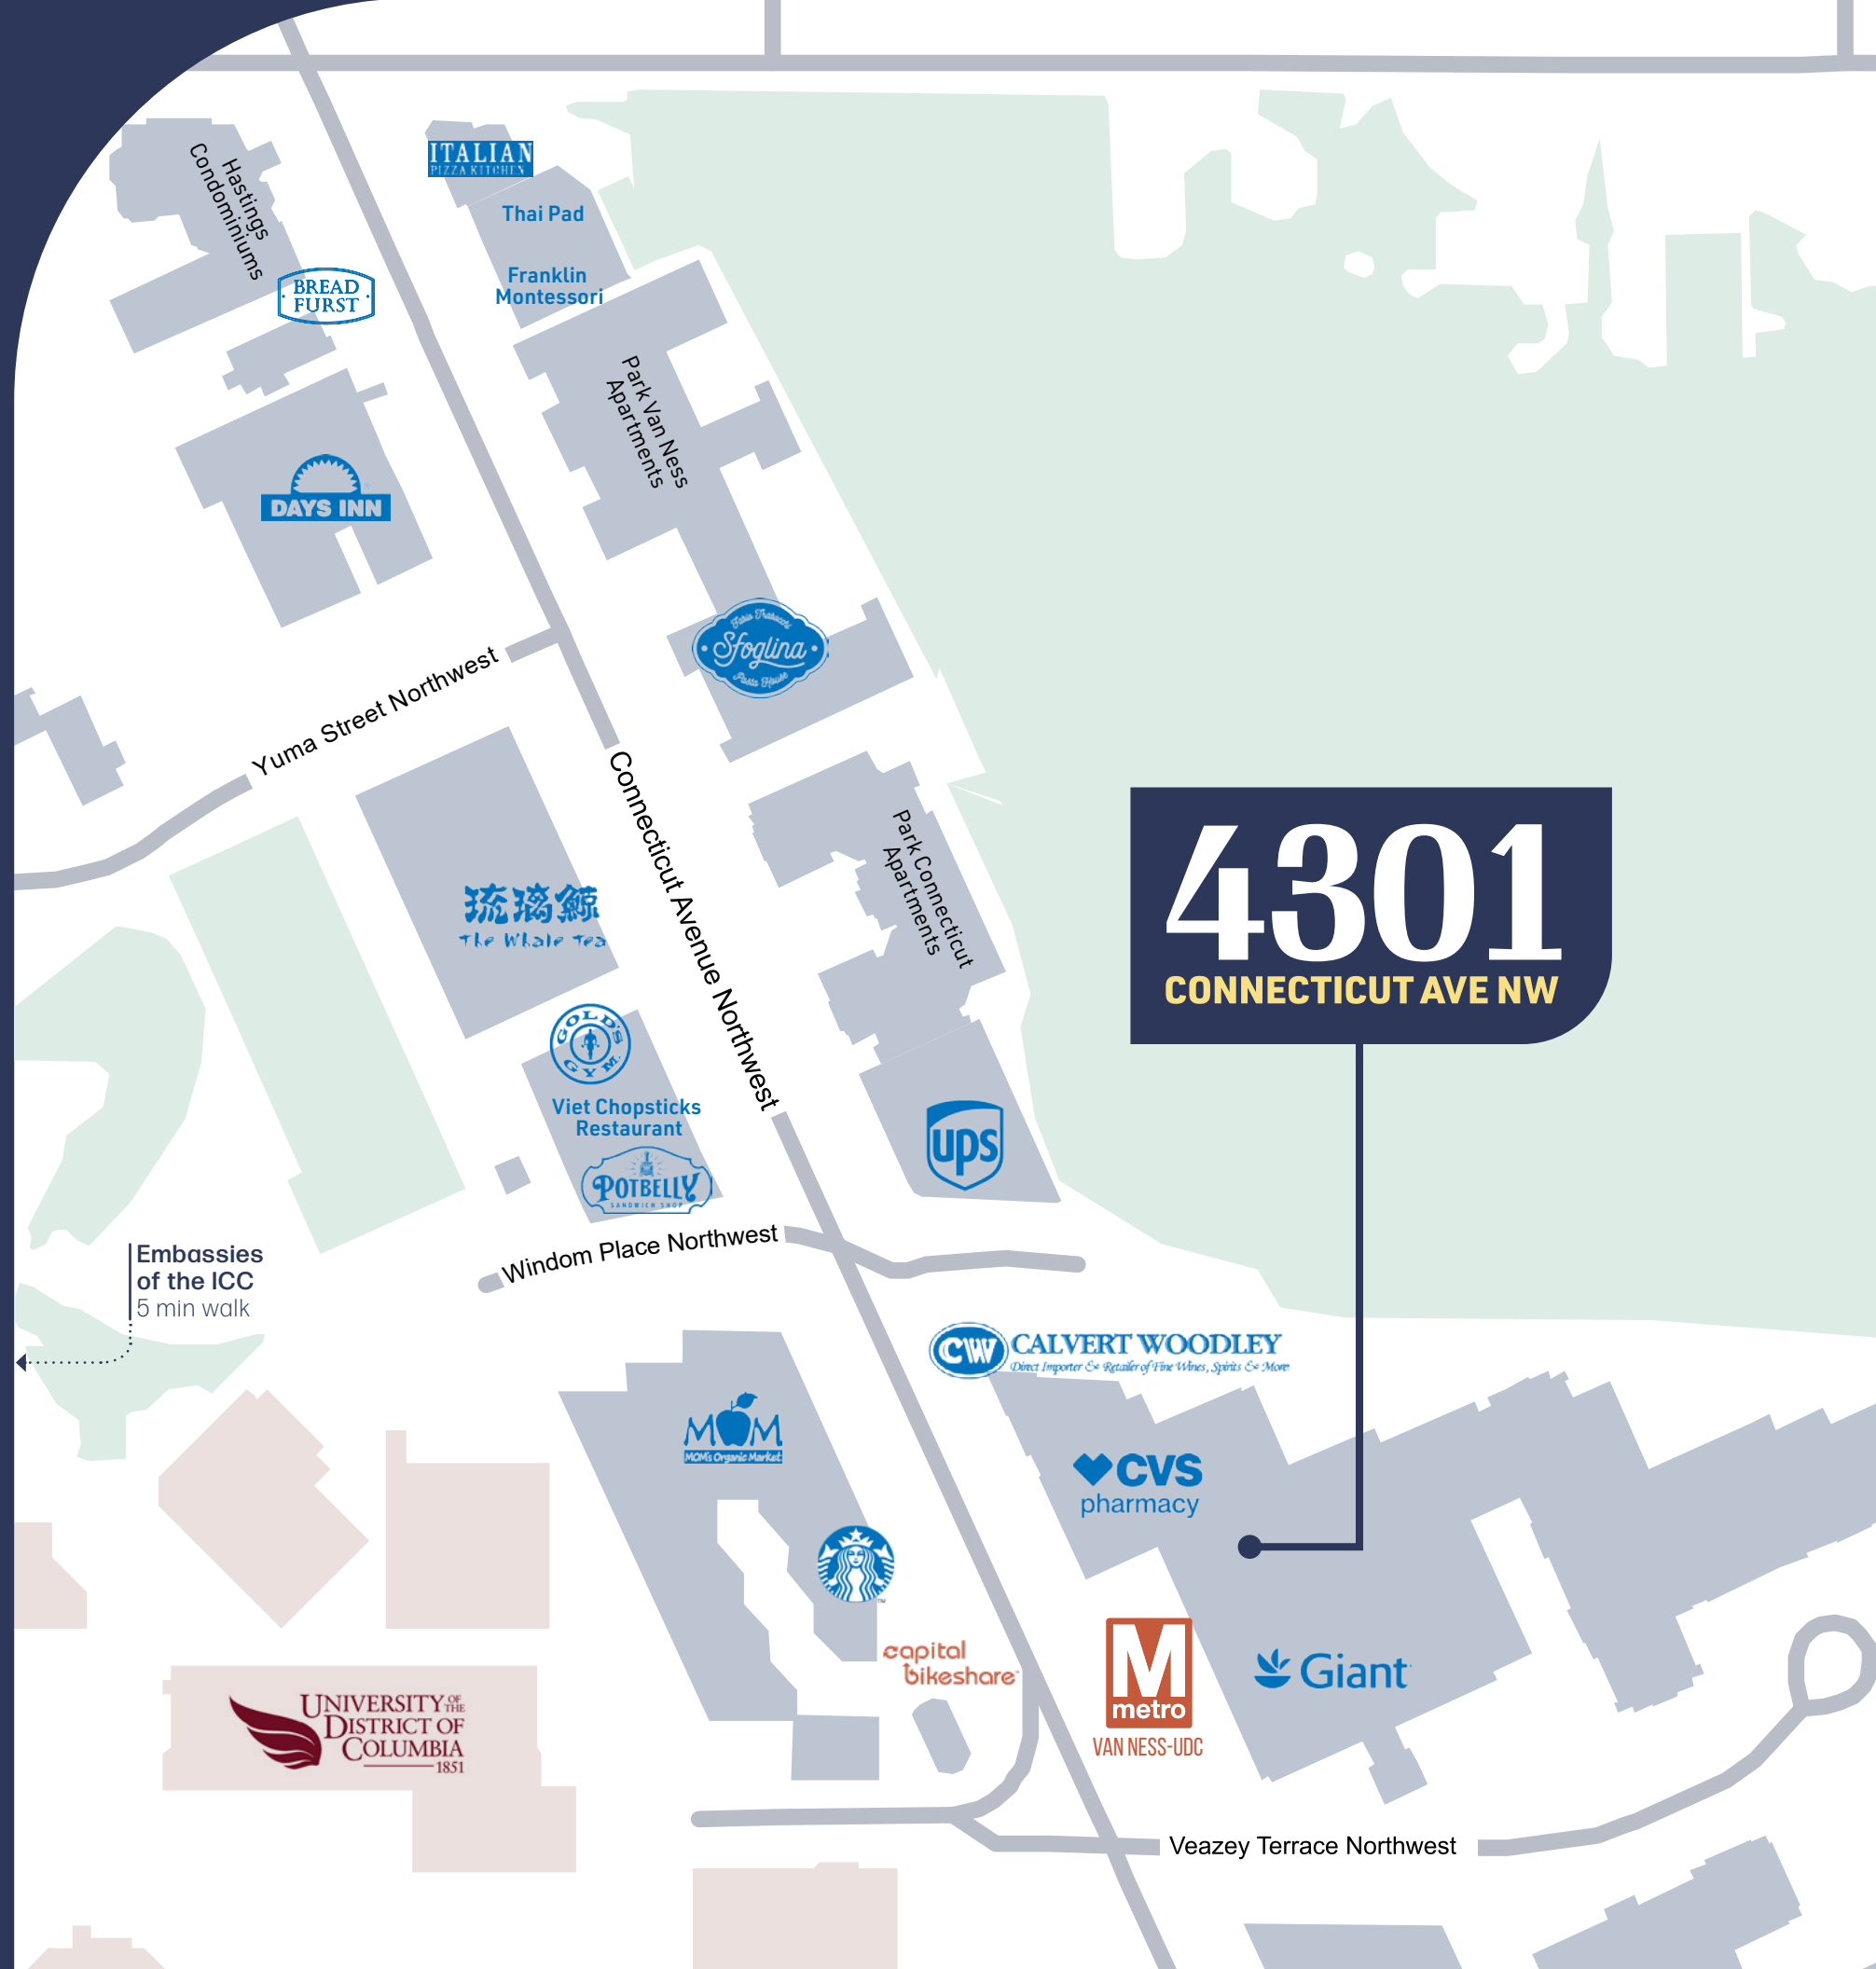 ITALIAN
PIZZA KITCHEN
Thai Pad
Franklin
Montessori
Hastings
Condominiums
BREAD
FURST
Park Van Ness
Apartments
DAYS INN
Fabio Trabocchi
Sfoglina
Pasta House
Yuma Street Northwest
Connecticut Avenue Northwest
Park Connecticut
Apartments
4301
CONNECTICUT AVE NW
琉璃鯨
The Whale Tea
GOLD'S
GYM
Viet Chopsticks
Restaurant
POTBELLY
SANDWICH SHOP
ups
Windom Place Northwest
Embassies
of the ICC
5 min walk
CW CALVERT WOODLEY
Direct Importer & Retailer of Fine Wines, Spirits & More
MOM
MOM's Organic Market
CVS
pharmacy
capital
bikeshare
M
metro
VAN NESS-UDC
Giant
UNIVERSITY OF THE
DISTRICT OF
COLUMBIA
1851
Veazey Terrace Northwest